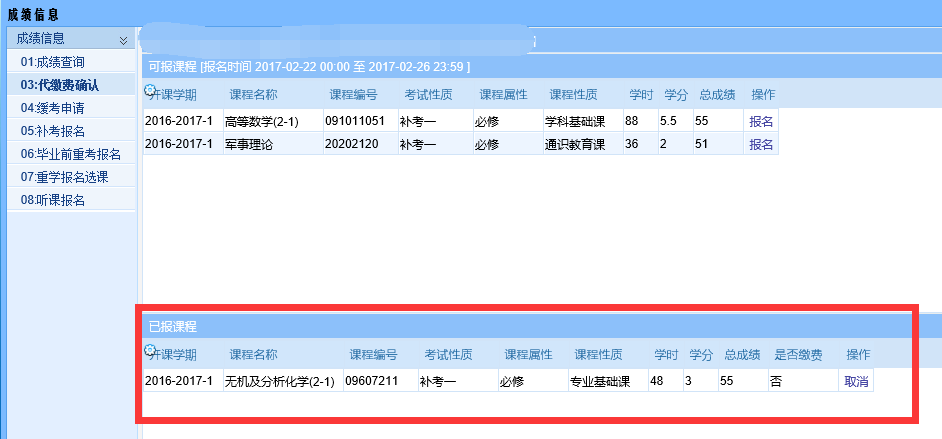 成绩信息
成绩信息
01:成绩查询
03:代缴费确认
04:缓考申请
05:补考报名
06:毕业前重考报名
07:重学报名选课
08:听课报名
可报课程 [报名时间 2017-02-22 00:00 至 2017-02-26 23:59 ]
开课学期 课程名称 课程编号 考试性质 课程属性 课程性质 学时 学分 总成绩 操作
2016-2017-1 高等数学(2-1) 091011051 补考一 必修 学科基础课 88 5.5 55 报名
2016-2017-1 军事理论 20202120 补考一 必修 通识教育课 36 2 51 报名
已报课程
开课学期 课程名称 课程编号 考试性质 课程属性 课程性质 学时 学分 总成绩 是否缴费 操作
2016-2017-1 无机及分析化学(2-1) 09607211 补考一 必修 专业基础课 48 3 55 否 取消